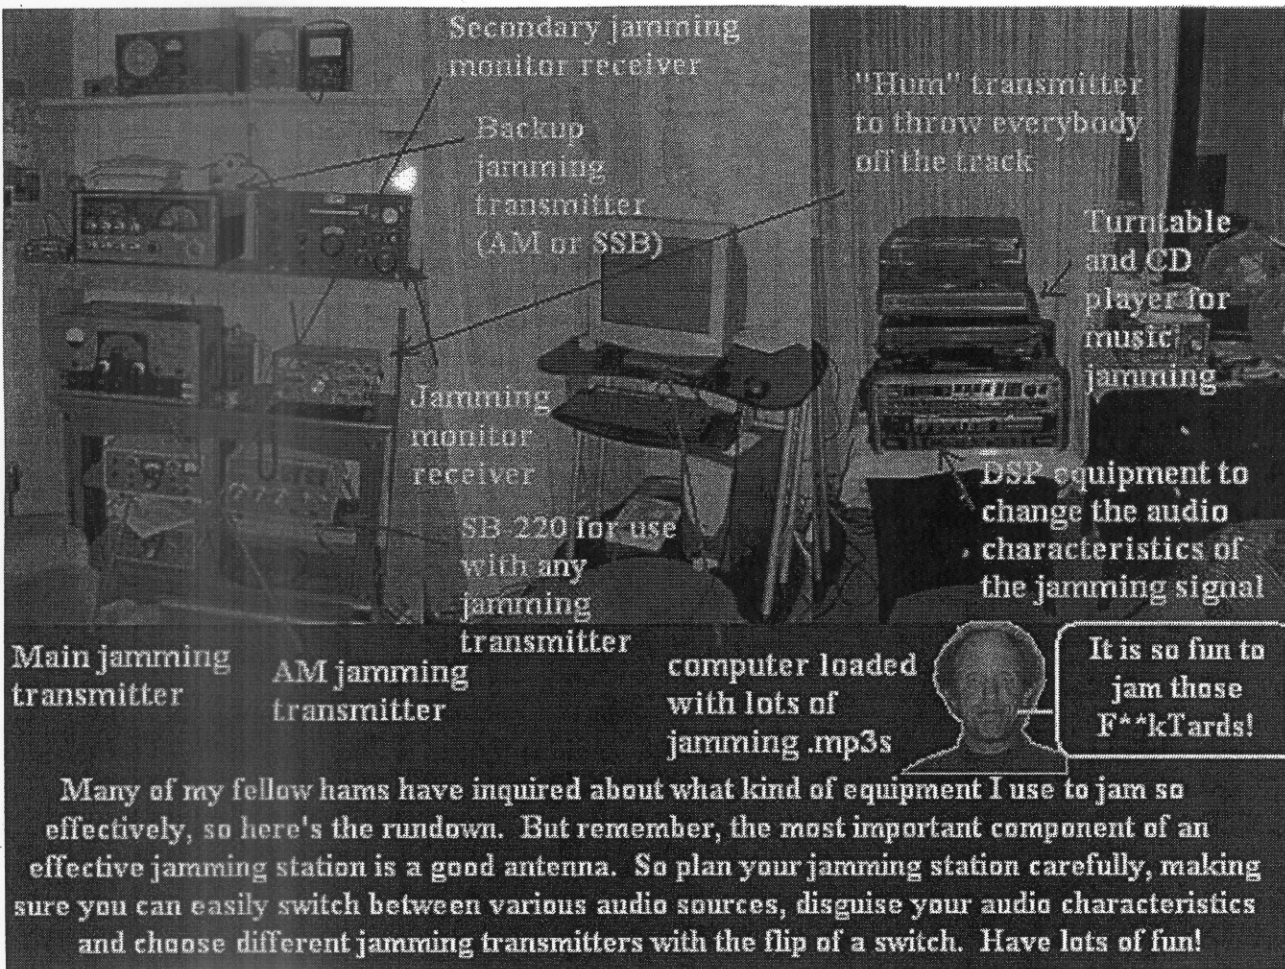 Secondary jamming
monitor receiver
Backup
jamming
transmitter
(AM or SSB)
"Hum" transmitter
to throw everybody
off the track
Turntable
and CD
player for
music
jamming
Jamming
monitor
receiver
SB-220 for use
with any
jamming
transmitter
DSP equipment to
change the audio
characteristics of
the jamming signal
Main jamming
transmitter
AM jamming
transmitter
computer loaded
with lots of
jamming .mp3s
It is so fun to
jam those
F**kTards!
Many of my fellow hams have inquired about what kind of equipment I use to jam so
effectively, so here's the rundown. But remember, the most important component of an
effective jamming station is a good antenna. So plan your jamming station carefully, making
sure you can easily switch between various audio sources, disguise your audio characteristics
and choose different jamming transmitters with the flip of a switch. Have lots of fun!